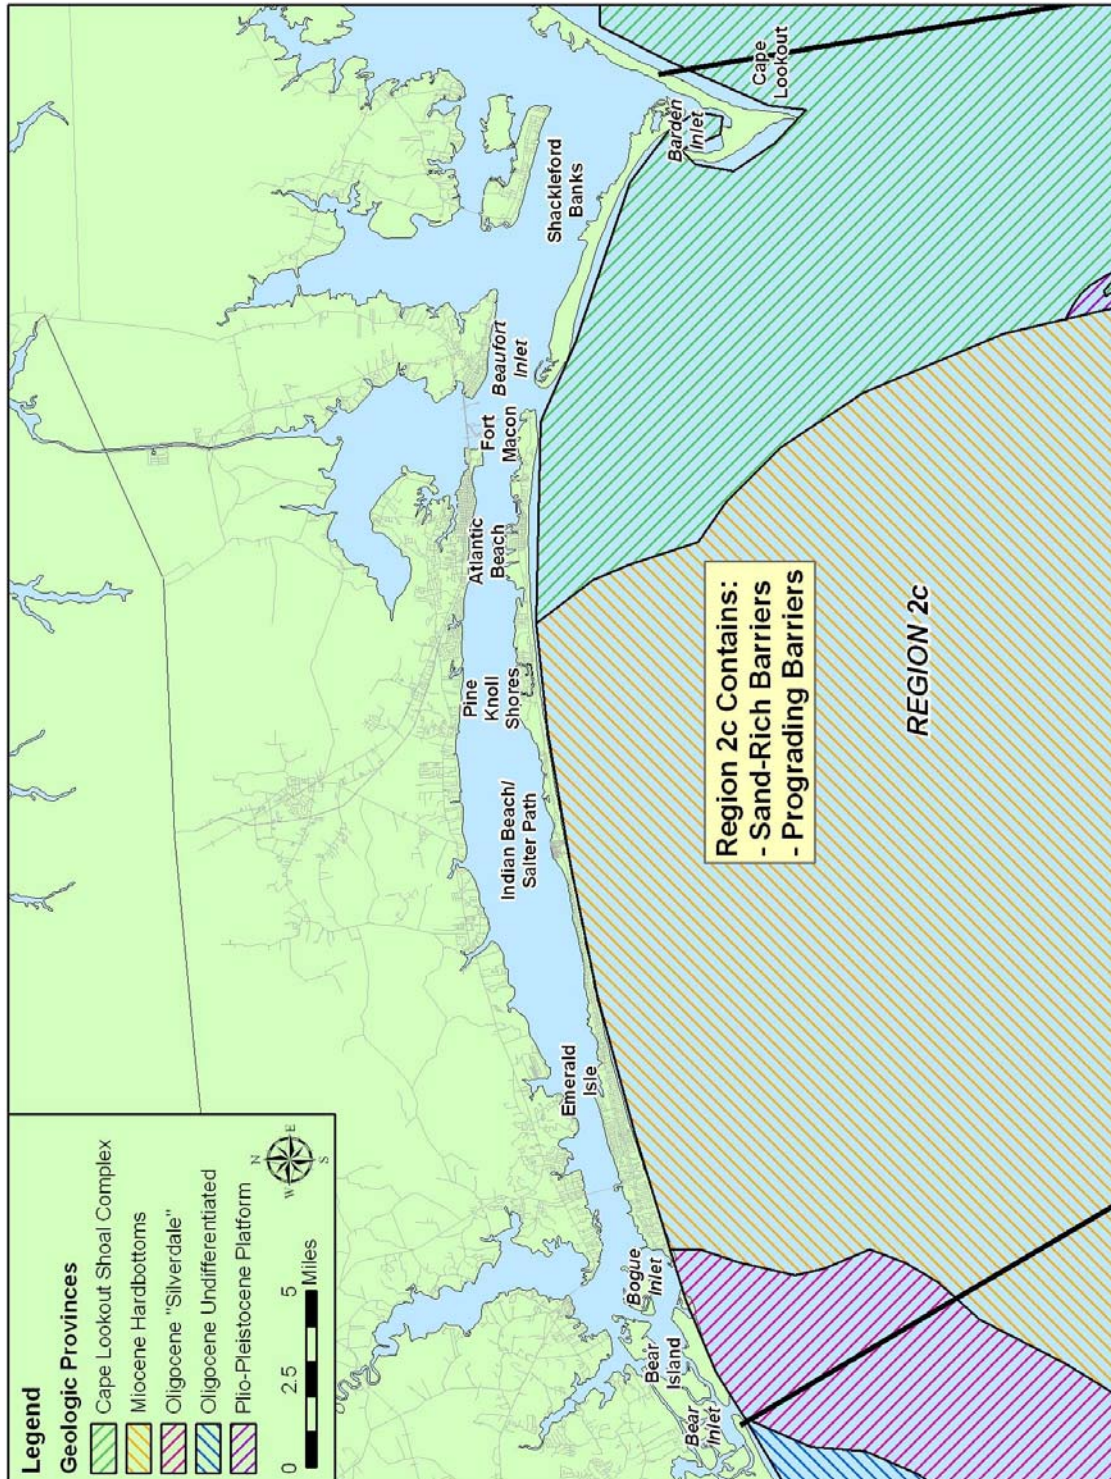 Legend
Geologic Provinces
Cape Lookout Shoal Complex
Miocene Hardbottoms
Oligocene "Silverdale"
Oligocene Undifferentiated
Plio-Pleistocene Platform
0 2.5 5
Miles
N
W E
S
Bear
Inlet
Bear
Island
Bogue
Inlet
Emerald
Isle
Indian Beach/
Salter Path
Pine
Knoll
Shores
Atlantic
Beach
Fort
Macon
Beaufort
Inlet
Shackleford
Banks
Barden
Inlet
Cape
Lookout
Region 2c Contains:
- Sand-Rich Barriers
- Prograding Barriers
REGION 2c